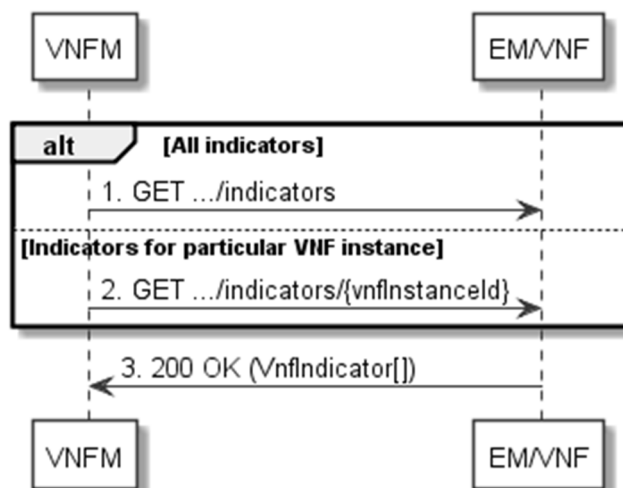 VNFM EM/VNF
alt [All indicators]
1. GET .../indicators
[Indicators for particular VNF instance]
2. GET .../indicators/{vnfInstanceId}
3. 200 OK (VnfIndicator[])
VNFM EM/VNF